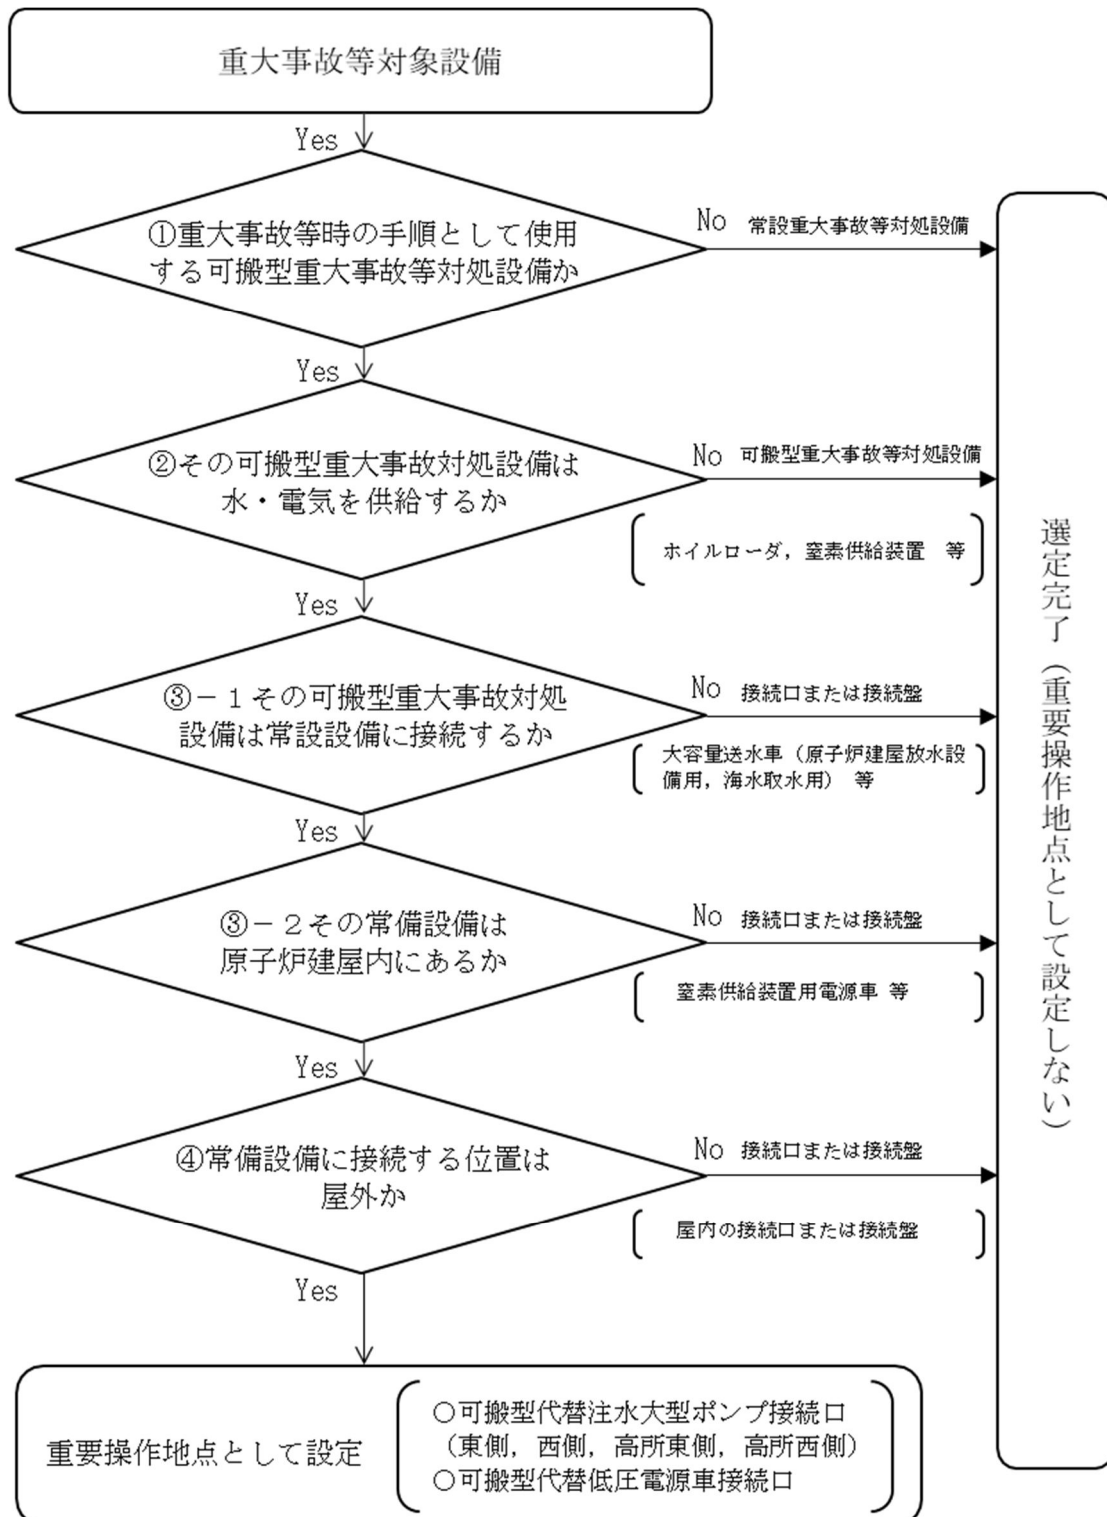 重大事故等対象設備
Yes
①重大事故等時の手順として使用
する可搬型重大事故等対処設備か
No 常設重大事故等対処設備
Yes
②その可搬型重大事故対処設備は
水・電気を供給するか
No 可搬型重大事故等対処設備
ホイルローダ，窒素供給装置 等
Yes
③－１その可搬型重大事故対処
設備は常設設備に接続するか
No 接続口または接続盤
大容量送水車（原子炉建屋放水設
備用，海水取水用） 等
Yes
③－２その常備設備は
原子炉建屋内にあるか
No 接続口または接続盤
窒素供給装置用電源車 等
Yes
④常備設備に接続する位置は
屋外か
No 接続口または接続盤
屋内の接続口または接続盤
Yes
重要操作地点として設定
○可搬型代替注水大型ポンプ接続口
（東側，西側，高所東側，高所西側）
○可搬型代替低圧電源車接続口
選定完了（重要操作地点として設定しない）